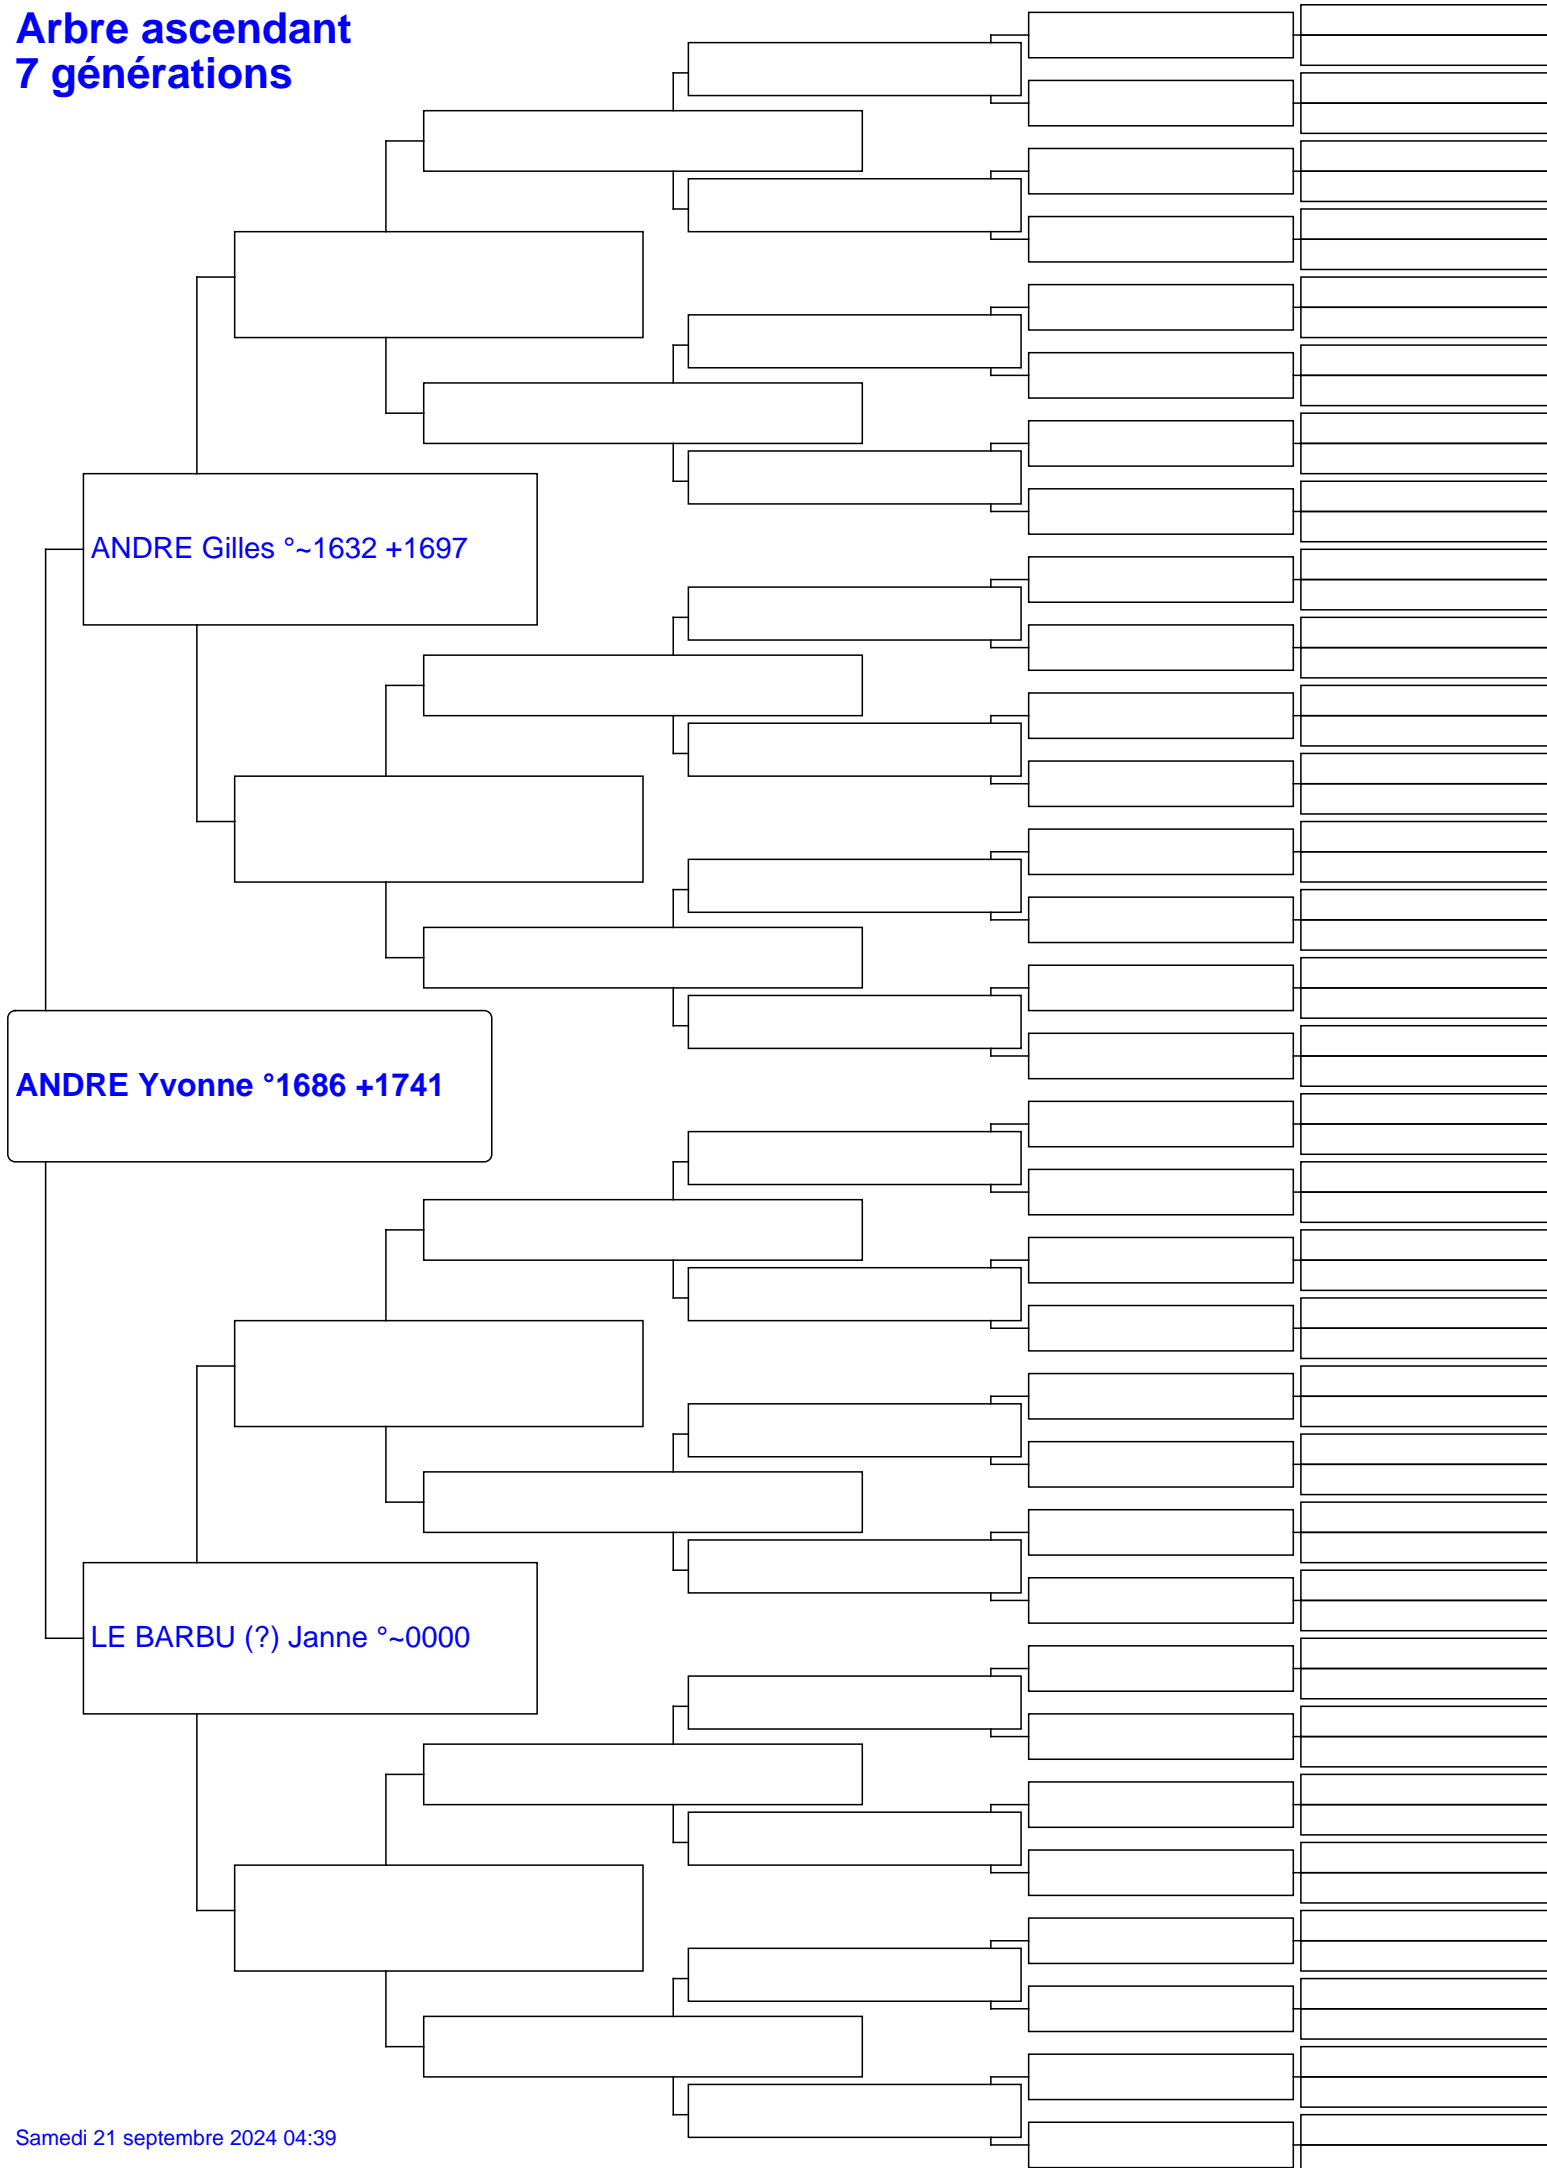 Arbre ascendant
7 générations
ANDRE Gilles °~1632 +1697
ANDRE Yvonne °1686 +1741
LE BARBU (?) Janne °~0000
Samedi 21 septembre 2024 04:39